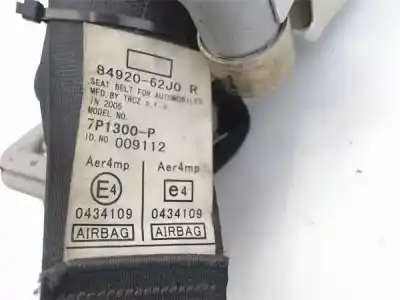 84920-62J0 R
SEAT BELT FOR AUTOMOBILES
MFD. BY TRCZ s.r.o
IN 2006
MODEL NO.
7P1300-P
ID. NO 009112
Aer4mp Aer4mp
E4 e4
0434109 0434109
AIRBAG AIRBAG